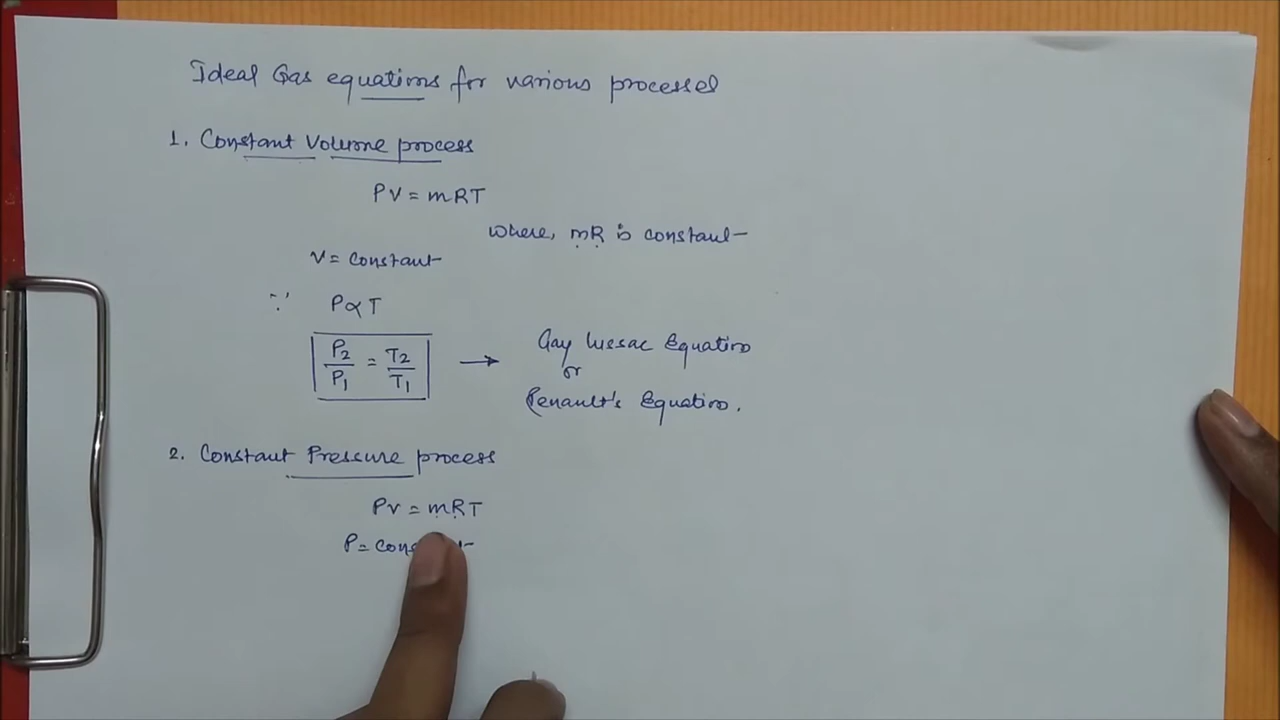 Ideal Gas equations for various processes
1. Constant Volume process
PV = mRT
where, mR is constant
V = constant
∵ P ∝ T
P2/P1 = T2/T1 → Gay lussac Equation
or
Renault's Equation.
2. Constant Pressure process
PV = mRT
P =